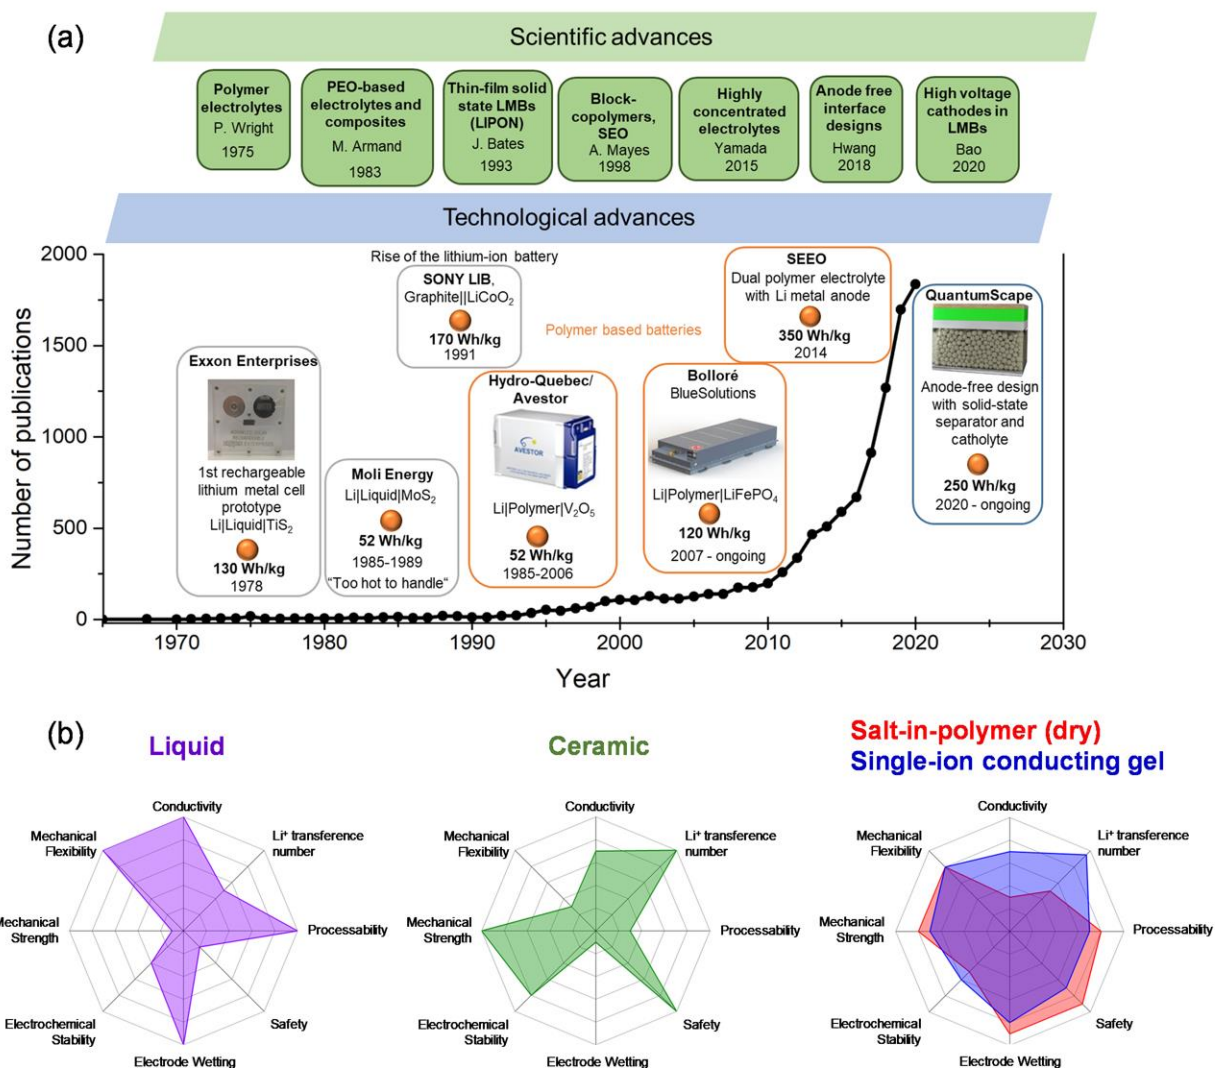 (a)
Scientific advances
Polymer
electrolytes
P. Wright
1975
PEO-based
electrolytes and
composites
M. Armand
1983
Thin-film solid
state LMBs
(LIPON)
J. Bates
1993
Block-
copolymers,
SEO
A. Mayes
1998
Highly
concentrated
electrolytes
Yamada
2015
Anode free
interface
designs
Hwang
2018
High voltage
cathodes in
LMBs
Bao
2020
Technological advances
Number of publications
2000
1500
1000
500
0
Exxon Enterprises
1st rechargeable
lithium metal cell
prototype
Li|Liquid|TiS₂
130 Wh/kg
1978
Moli Energy
Li|Liquid|MoS₂
52 Wh/kg
1985-1989
“Too hot to handle“
Rise of the lithium-ion battery
SONY LIB,
Graphite||LiCoO₂
170 Wh/kg
1991
Polymer based batteries
Hydro-Quebec/
Avestor
AVESTOR
Li|Polymer|V₂O₅
52 Wh/kg
1985-2006
Bolloré
BlueSolutions
Li|Polymer|LiFePO₄
120 Wh/kg
2007 - ongoing
SEEO
Dual polymer electrolyte
with Li metal anode
350 Wh/kg
2014
QuantumScape
Anode-free design
with solid-state
separator and
catholyte
250 Wh/kg
2020 - ongoing
1970
1980
1990
2000
2010
2020
2030
Year
(b)
Liquid
Conductivity
Li⁺ transference
number
Processability
Safety
Electrode Wetting
Electrochemical
Stability
Mechanical
Strength
Mechanical
Flexibility
Ceramic
Conductivity
Li⁺ transference
number
Processability
Safety
Electrode Wetting
Electrochemical
Stability
Mechanical
Strength
Mechanical
Flexibility
Salt-in-polymer (dry)
Single-ion conducting gel
Conductivity
Li⁺ transference
number
Processability
Safety
Electrode Wetting
Electrochemical
Stability
Mechanical
Strength
Mechanical
Flexibility